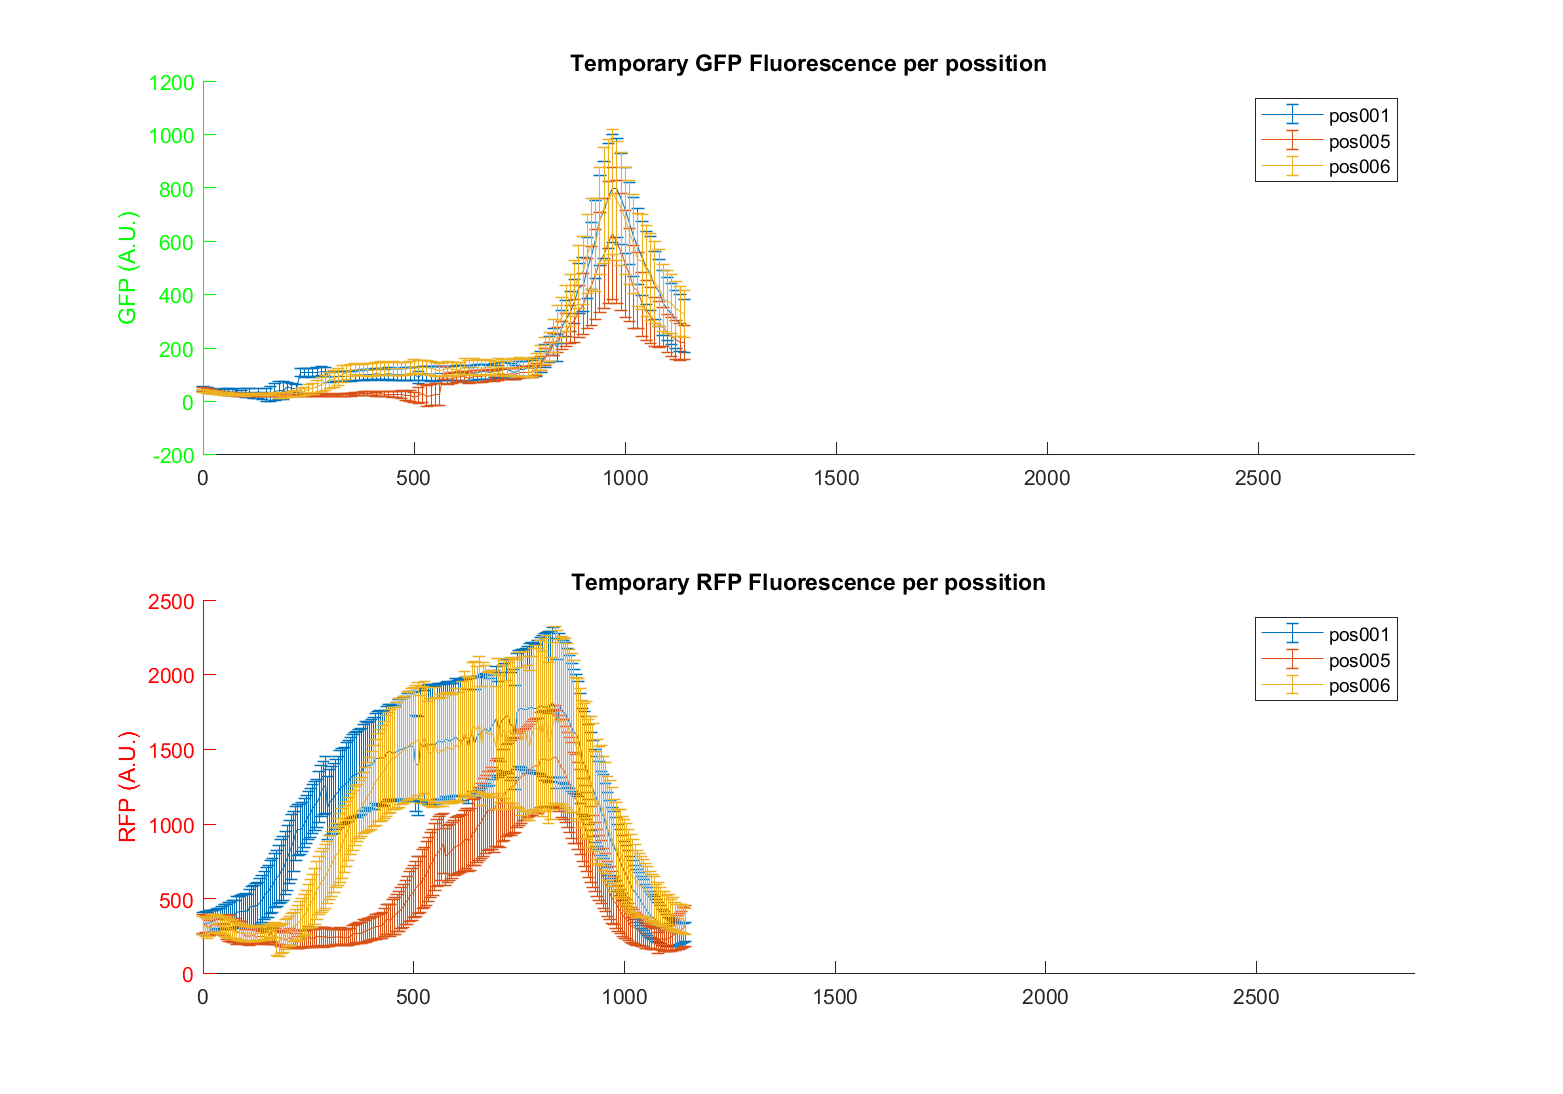 Temporary GFP Fluorescence per possition
1200
1000
800
600
400
200
0
-200
GFP (A.U.)
0 500 1000 1500 2000 2500
pos001
pos005
pos006
Temporary RFP Fluorescence per possition
2500
2000
1500
1000
500
0
RFP (A.U.)
0 500 1000 1500 2000 2500
pos001
pos005
pos006